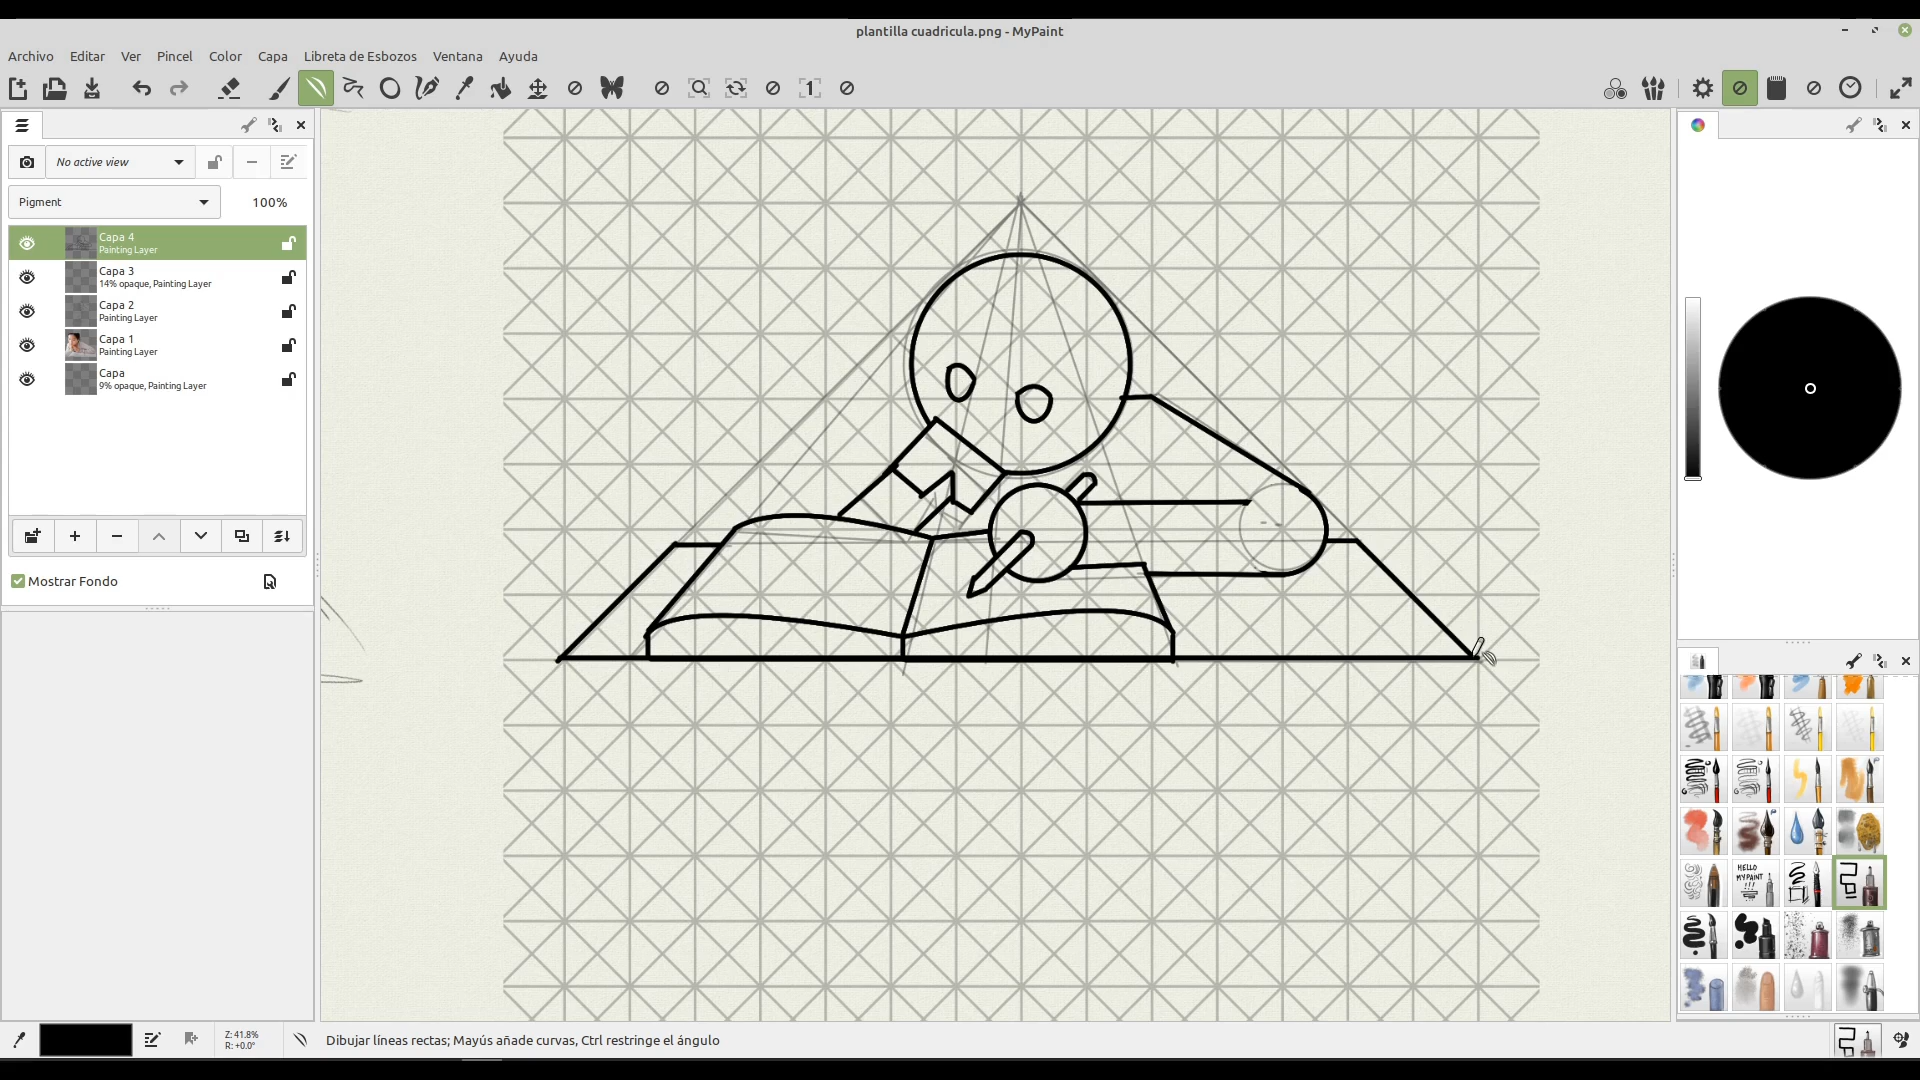 plantilla cuadricula.png - MyPaint
Archivo Editar Ver Pincel Color Capa Libreta de Esbozos Ventana Ayuda
1
No active view
Pigment 100%
Capa 4
Painting Layer
Capa 3
14% opaque, Painting Layer
Capa 2
Painting Layer
Capa 1
Painting Layer
Capa
9% opaque, Painting Layer
Mostrar Fondo
HELLO
MYPAINT
!!!
Z: 41.8%
R: +0.0°
Dibujar líneas rectas; Mayús añade curvas, Ctrl restringe el ángulo